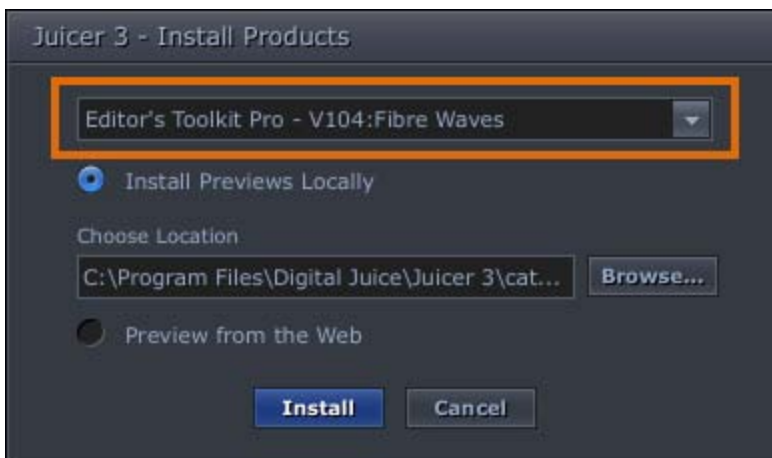 Juicer 3 - Install Products
Editor's Toolkit Pro - V104:Fibre Waves
Install Previews Locally
Choose Location
C:\Program Files\Digital Juice\Juicer 3\cat...
Browse...
Preview from the Web
Install
Cancel